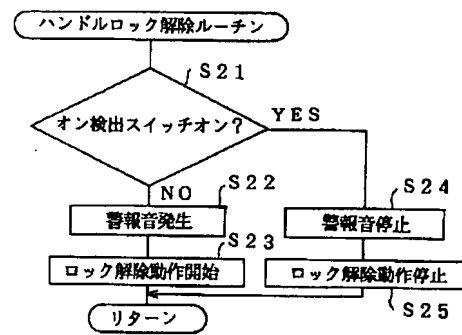 ハンドルロック解除ルーチン
S21
オン検出スイッチオン?
YES
NO
S22
警報音発生
S23
ロック解除動作開始
S24
警報音停止
ロック解除動作停止
S25
リターン